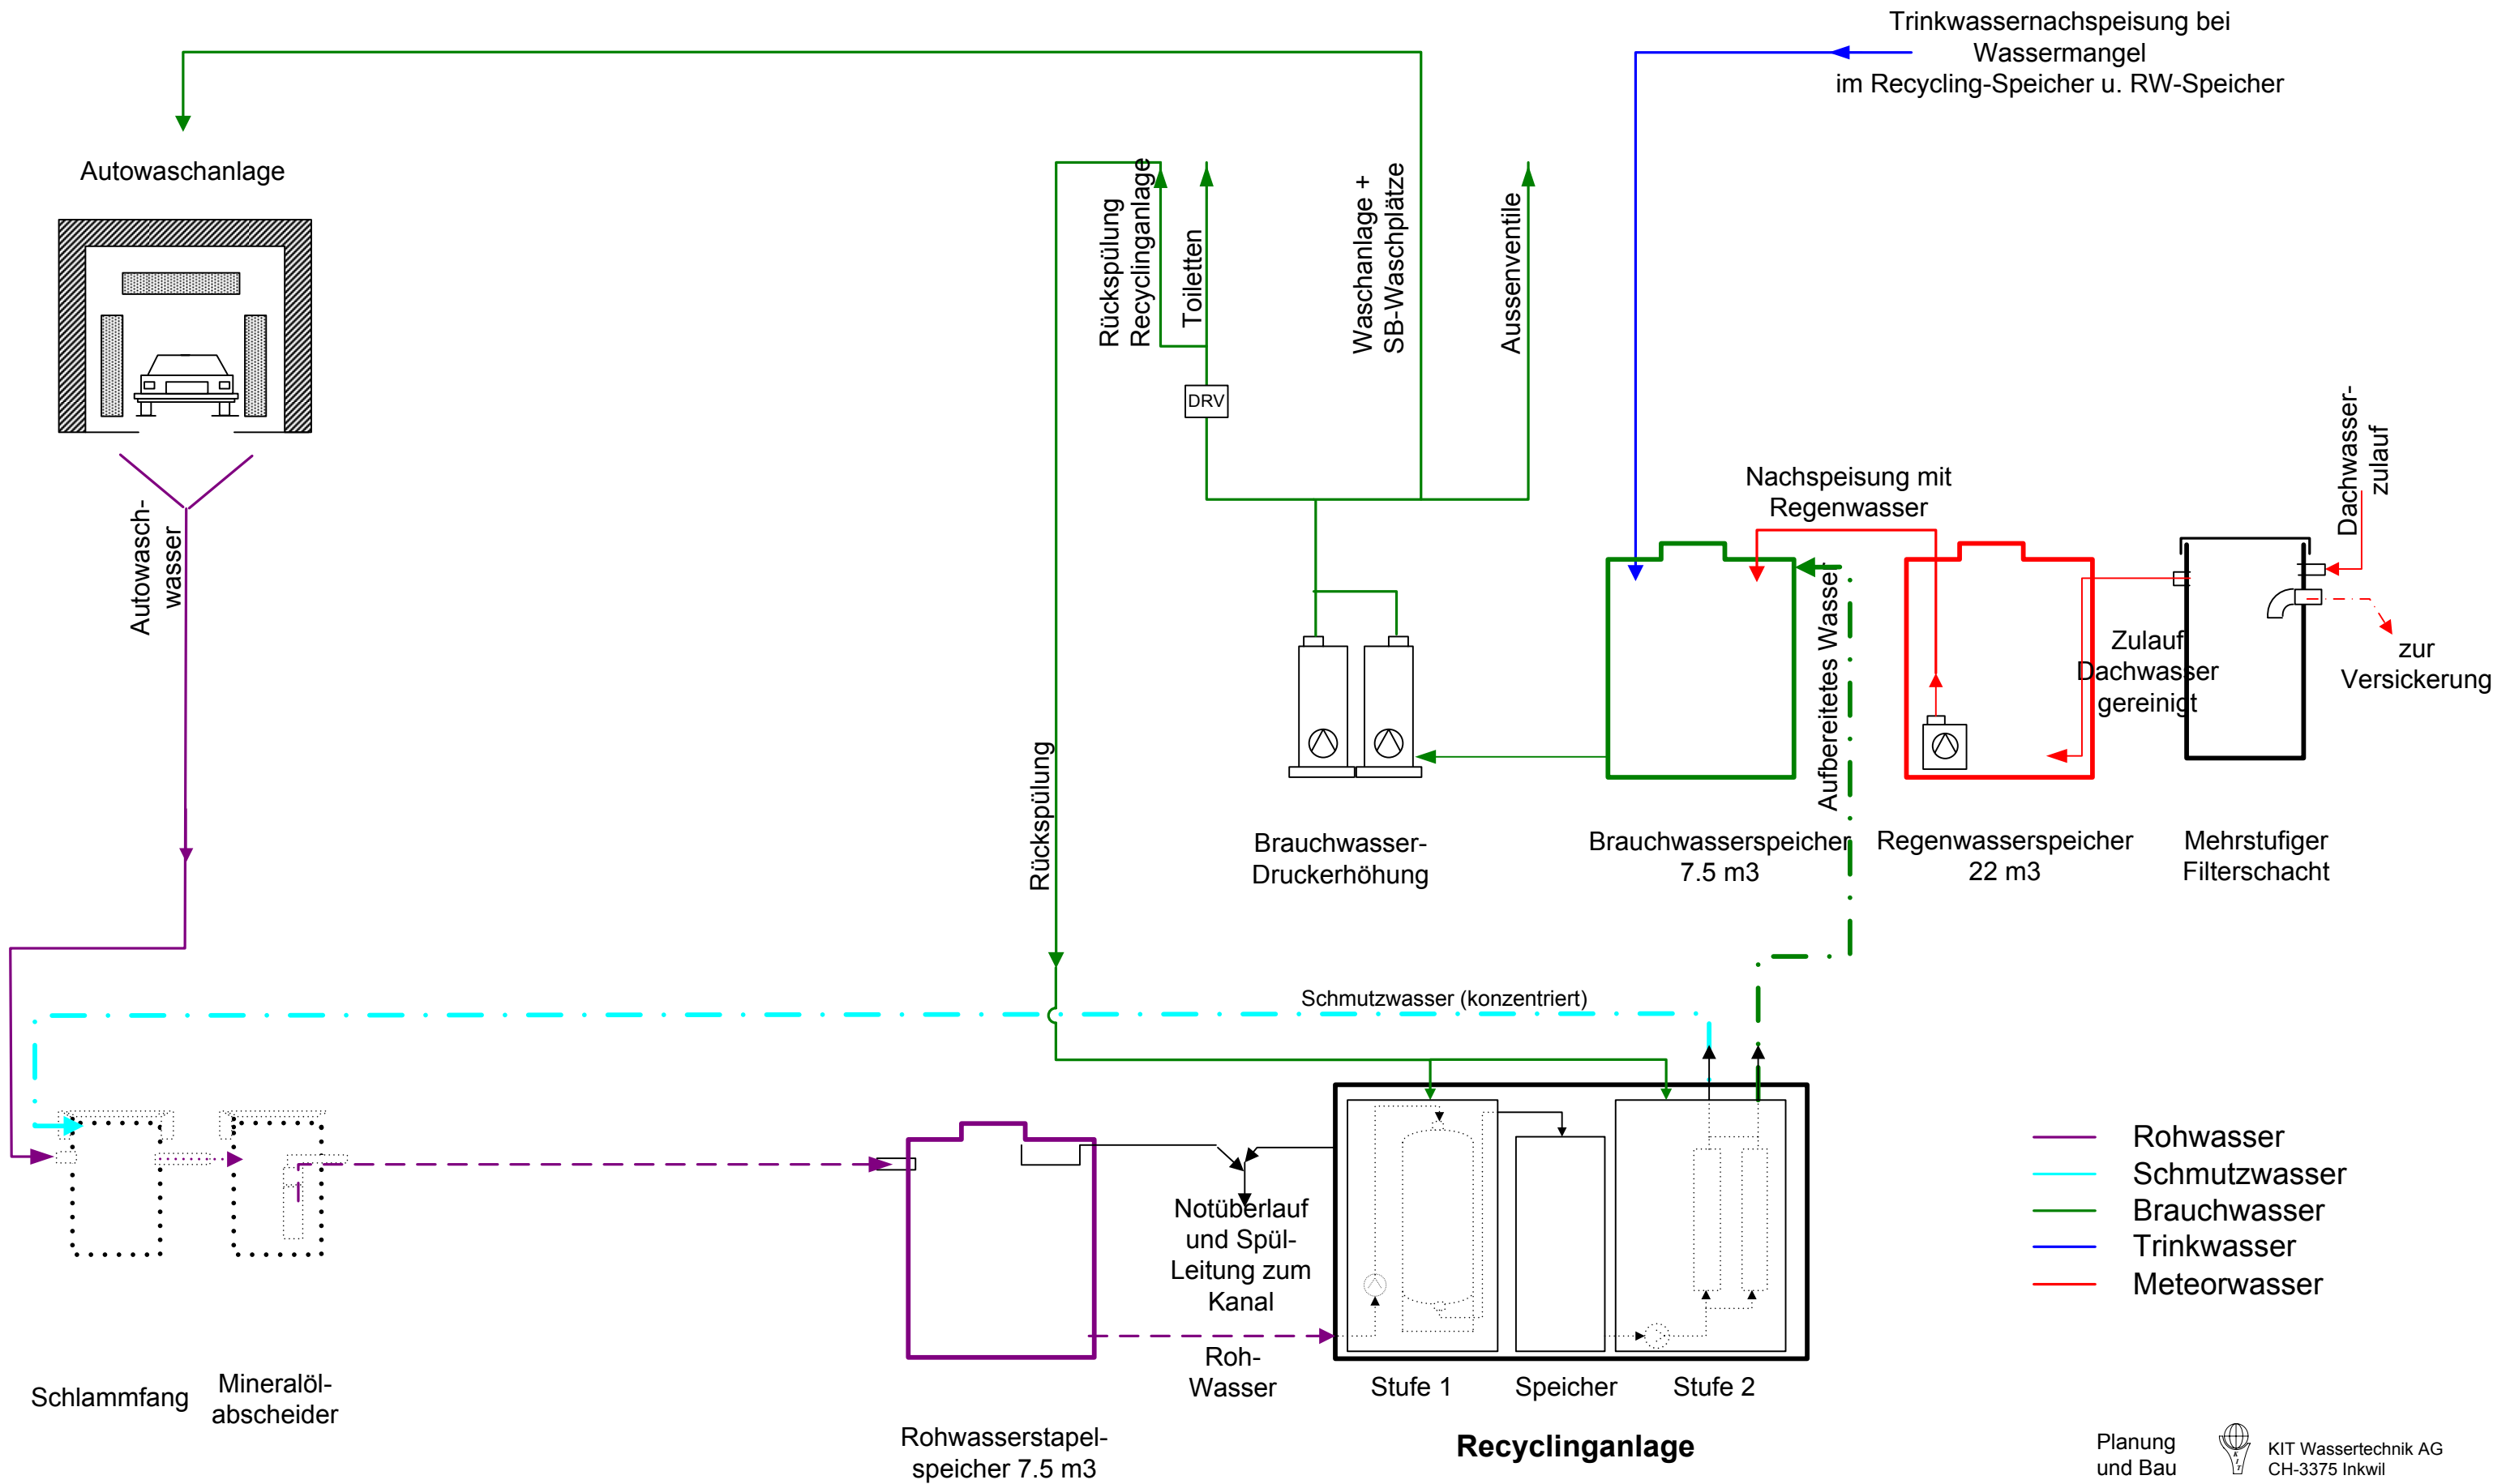 Trinkwassernachspeisung bei
Wassermangel
im Recycling-Speicher u. RW-Speicher
Autowaschanlage
Rückspülung
Recyclinganlage
Toiletten
Waschanlage +
SB-Waschplätze
Aussenventile
DRV
Dachwasser-
zulauf
Nachspeisung mit
Regenwasser
Autowasch-
wasser
Aufbereitetes Wasser
Zulauf
Dachwasser
gereinigt
zur
Versickerung
Rückspülung
Brauchwasser-
Druckerhöhung
Brauchwasserspeicher
7.5 m3
Regenwasserspeicher
22 m3
Mehrstufiger
Filterschacht
Schmutzwasser (konzentriert)
Notüberlauf
und Spül-
Leitung zum
Kanal
Roh-
Wasser
Rohwasser
Schmutzwasser
Brauchwasser
Trinkwasser
Meteorwasser
Schlammfang
Mineralöl-
abscheider
Stufe 1
Speicher
Stufe 2
Rohwasserstapel-
speicher 7.5 m3
Recyclinganlage
Planung
und Bau
KIT
KIT Wassertechnik AG
CH-3375 Inkwil